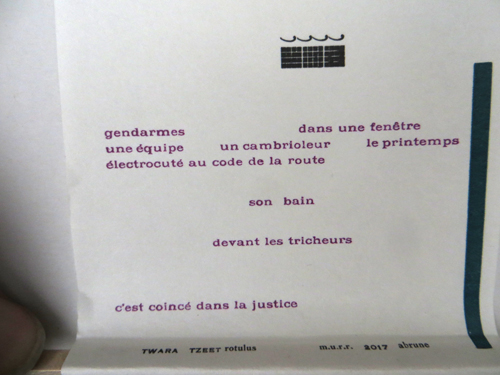 gendarmes dans une fenêtre
une équipe un cambrioleur le printemps
électrocuté au code de la route
son bain
devant les tricheurs
c'est coincé dans la justice
TWARA TZEET rotulus m.u.r.r. 2017 abrune